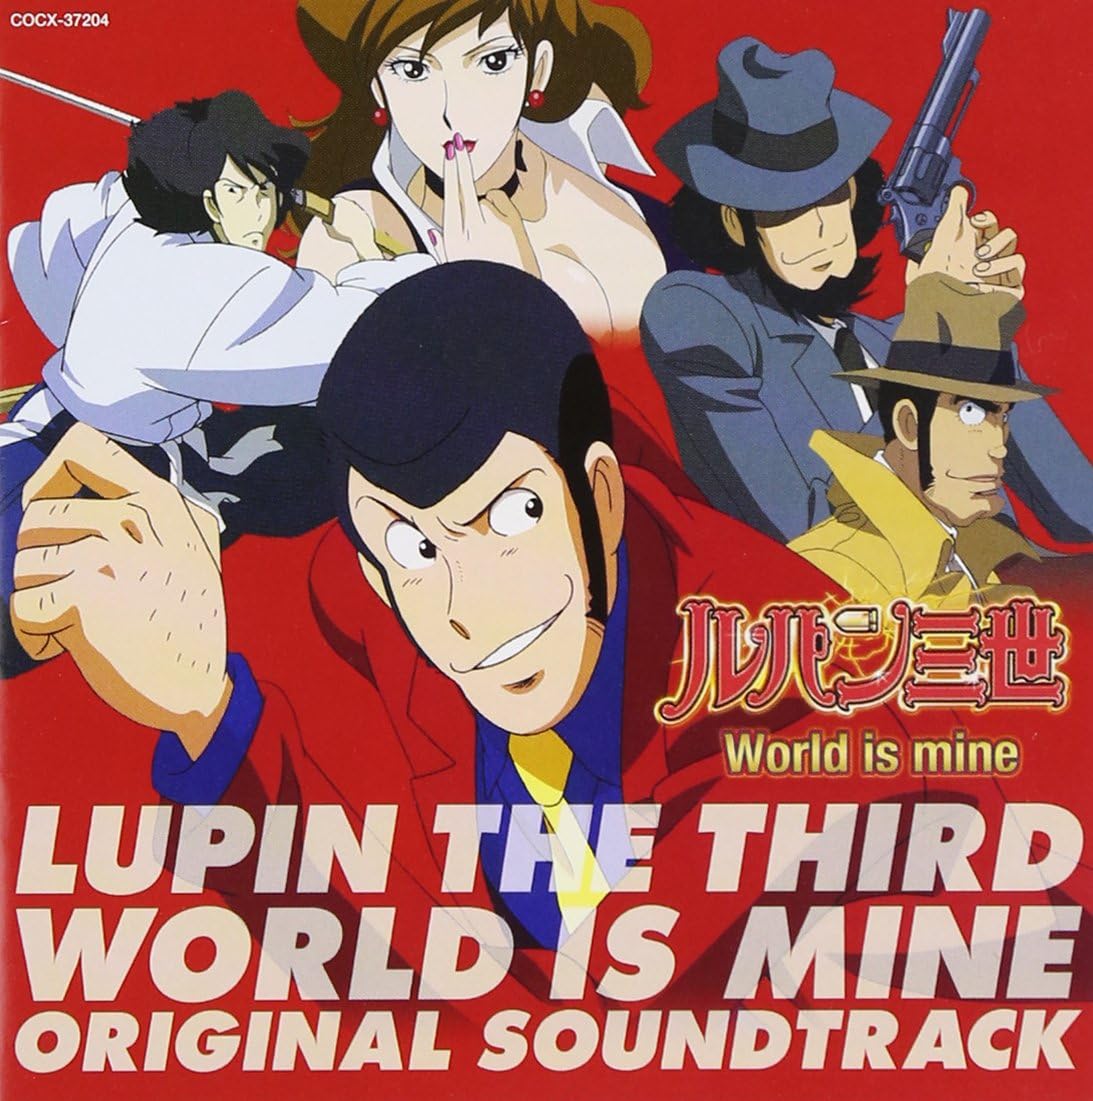 COCX-37204
ルパン三世
World is mine
LUPIN THE THIRD
WORLD IS MINE
ORIGINAL SOUNDTRACK